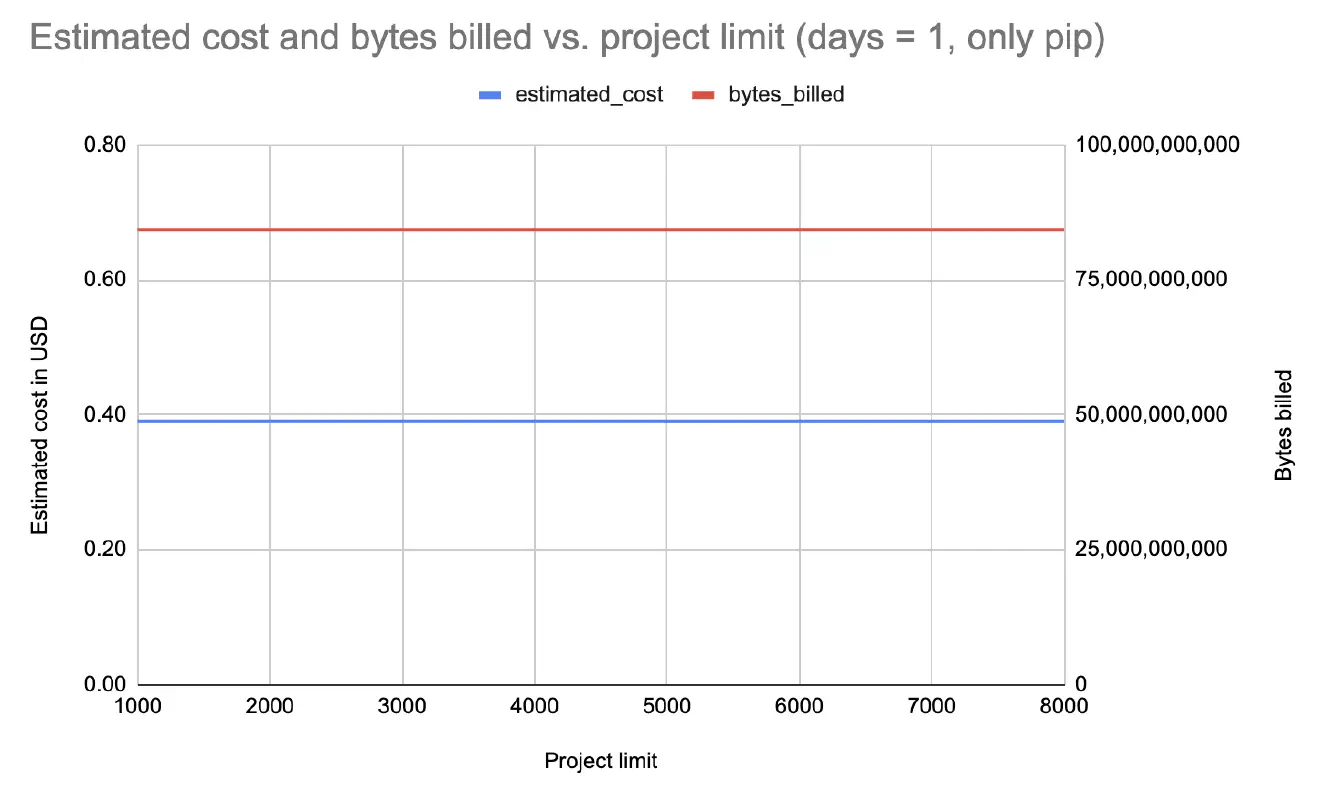 Estimated cost and bytes billed vs. project limit (days = 1, only pip)
estimated_cost
bytes_billed
0.80
0.60
0.40
0.20
0.00
Estimated cost in USD
100,000,000,000
75,000,000,000
50,000,000,000
25,000,000,000
0
Bytes billed
1000 2000 3000 4000 5000 6000 7000 8000
Project limit